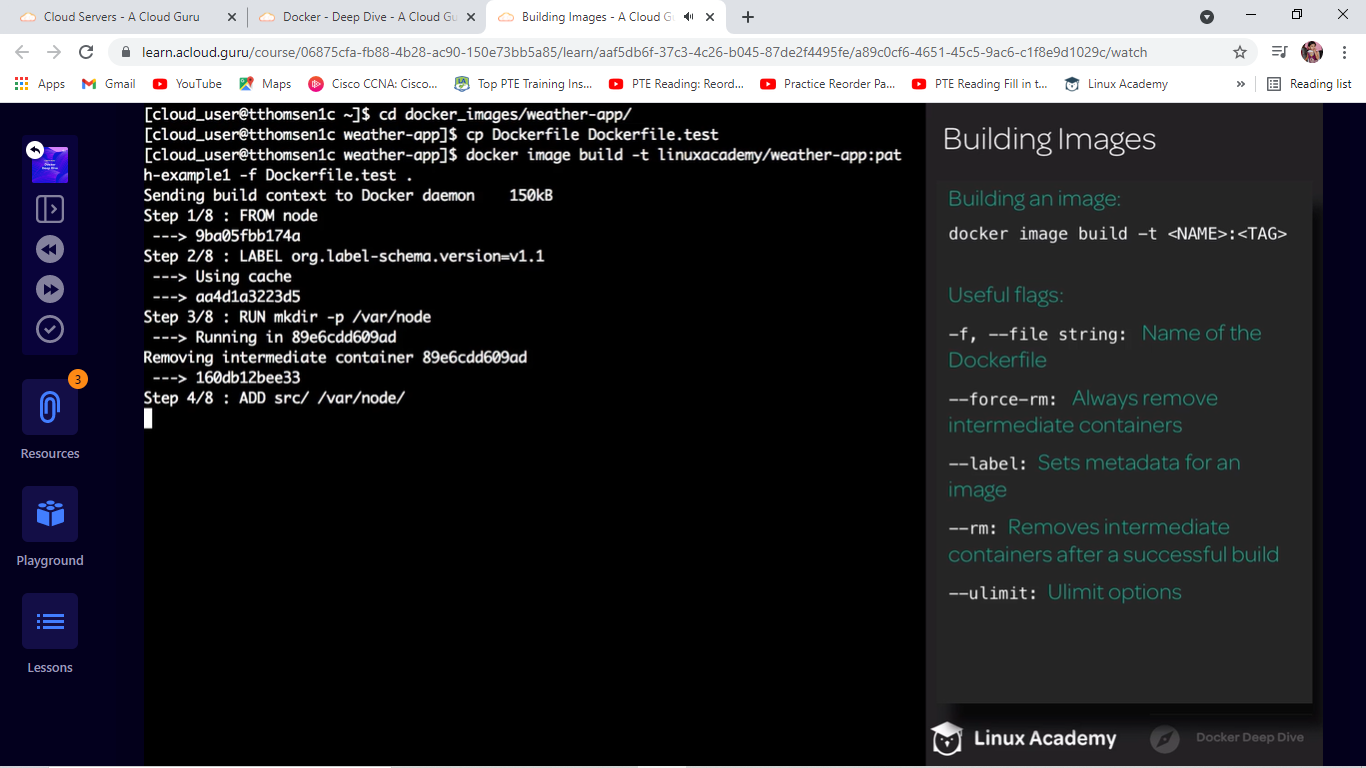 Cloud Servers - A Cloud Guru
Docker - Deep Dive - A Cloud Gu
Building Images - A Cloud G
learn.acloud.guru/course/06875cfa-fb88-4b28-ac90-150e73bb5a85/learn/aaf5db6f-37c3-4c26-b045-87de2f4495fe/a89c0cf6-4651-45c5-9ac6-c1f8e9d1029c/watch
Apps
Gmail
YouTube
Maps
Cisco CCNA: Cisco...
Top PTE Training Ins...
PTE Reading: Reord...
Practice Reorder Pa...
PTE Reading Fill in t...
Linux Academy
»
Reading list
3
Resources
Playground
Lessons
[cloud_user@tthomsen1c ~]$ cd docker_images/weather-app/
[cloud_user@tthomsen1c weather-app]$ cp Dockerfile Dockerfile.test
[cloud_user@tthomsen1c weather-app]$ docker image build -t linuxacademy/weather-app:pat
h-example1 -f Dockerfile.test .
Sending build context to Docker daemon    150kB
Step 1/8 : FROM node
 ---> 9ba05fbb174a
Step 2/8 : LABEL org.label-schema.version=v1.1
 ---> Using cache
 ---> aa4d1a3223d5
Step 3/8 : RUN mkdir -p /var/node
 ---> Running in 89e6cdd609ad
Removing intermediate container 89e6cdd609ad
 ---> 160db12bee33
Step 4/8 : ADD src/ /var/node/
Building Images
Building an image:
docker image build -t <NAME>:<TAG>
Useful flags:
-f, --file string: Name of the
Dockerfile
--force-rm: Always remove
intermediate containers
--label: Sets metadata for an
image
--rm: Removes intermediate
containers after a successful build
--ulimit: Ulimit options
Linux Academy
Docker Deep Dive